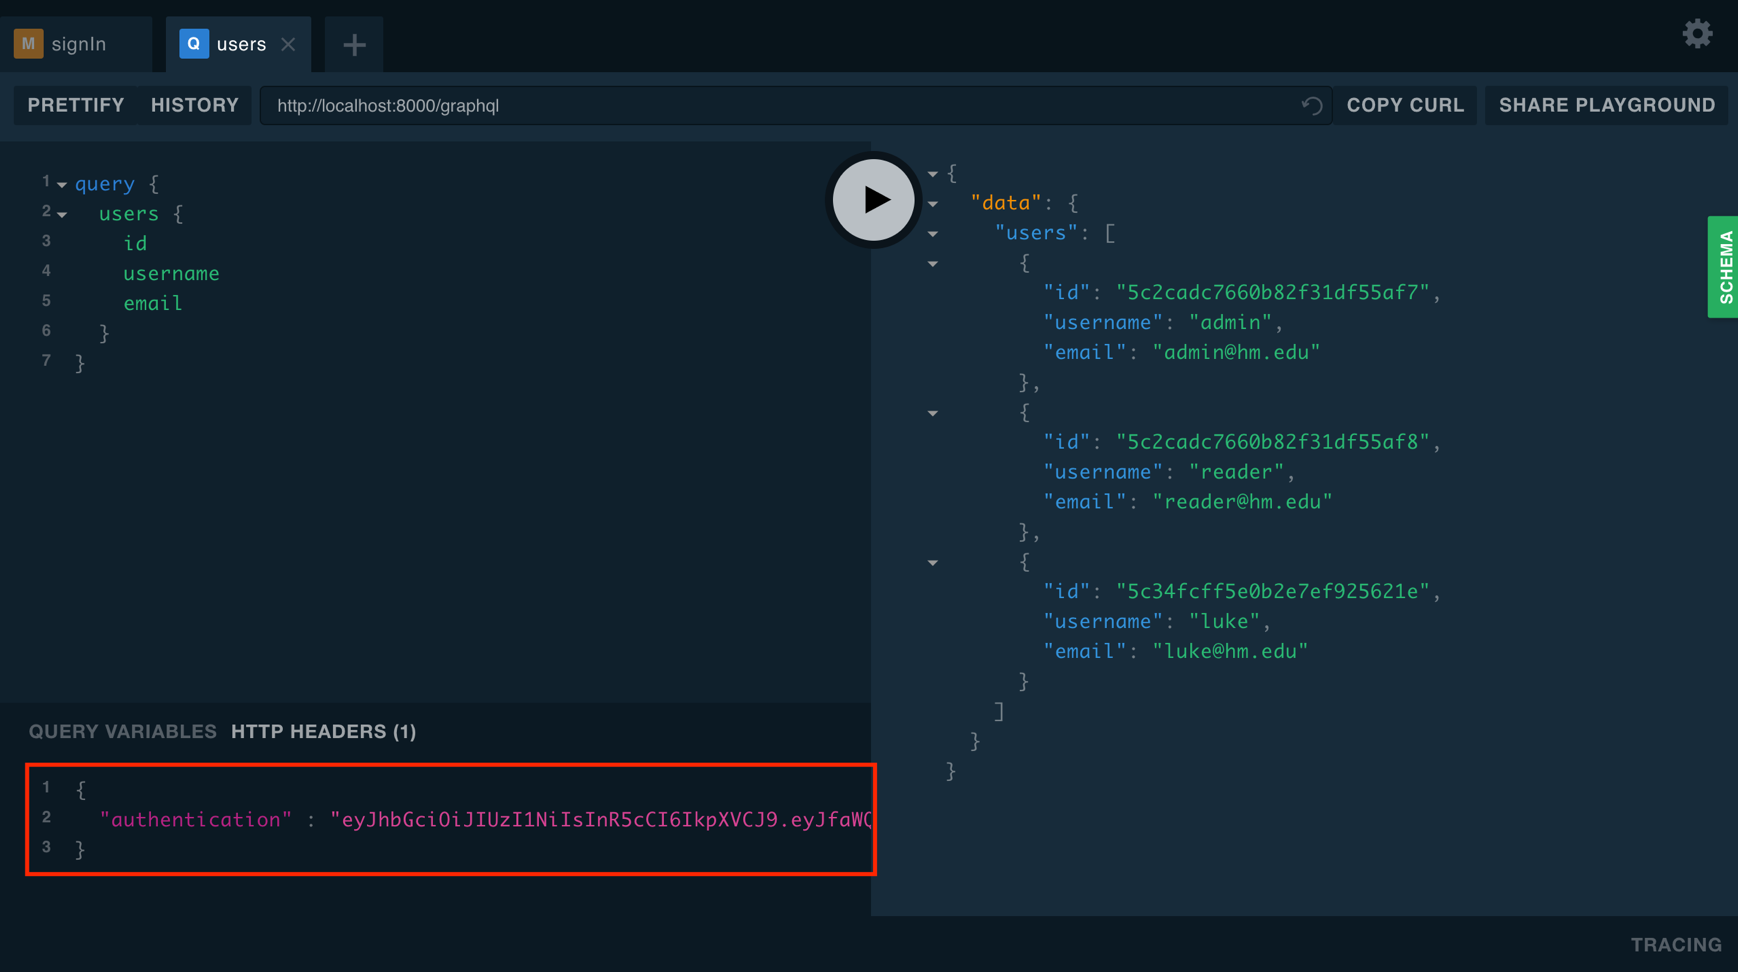 M signIn
Q users
PRETTIFY HISTORY http://localhost:8000/graphql COPY CURL SHARE PLAYGROUND
1 query {
2 users {
3 id
4 username
5 email
6 }
7 }
{
"data": {
"users": [
{
"id": "5c2cadc7660b82f31df55af7",
"username": "admin",
"email": "admin@hm.edu"
},
{
"id": "5c2cadc7660b82f31df55af8",
"username": "reader",
"email": "reader@hm.edu"
},
{
"id": "5c34fcff5e0b2e7ef925621e",
"username": "luke",
"email": "luke@hm.edu"
}
]
}
}
SCHEMA
QUERY VARIABLES HTTP HEADERS (1)
1 {
2 "authentication" : "eyJhbGciOiJIUzI1NiIsInR5cCI6IkpXVCJ9.eyJfaWQ
3 }
TRACING